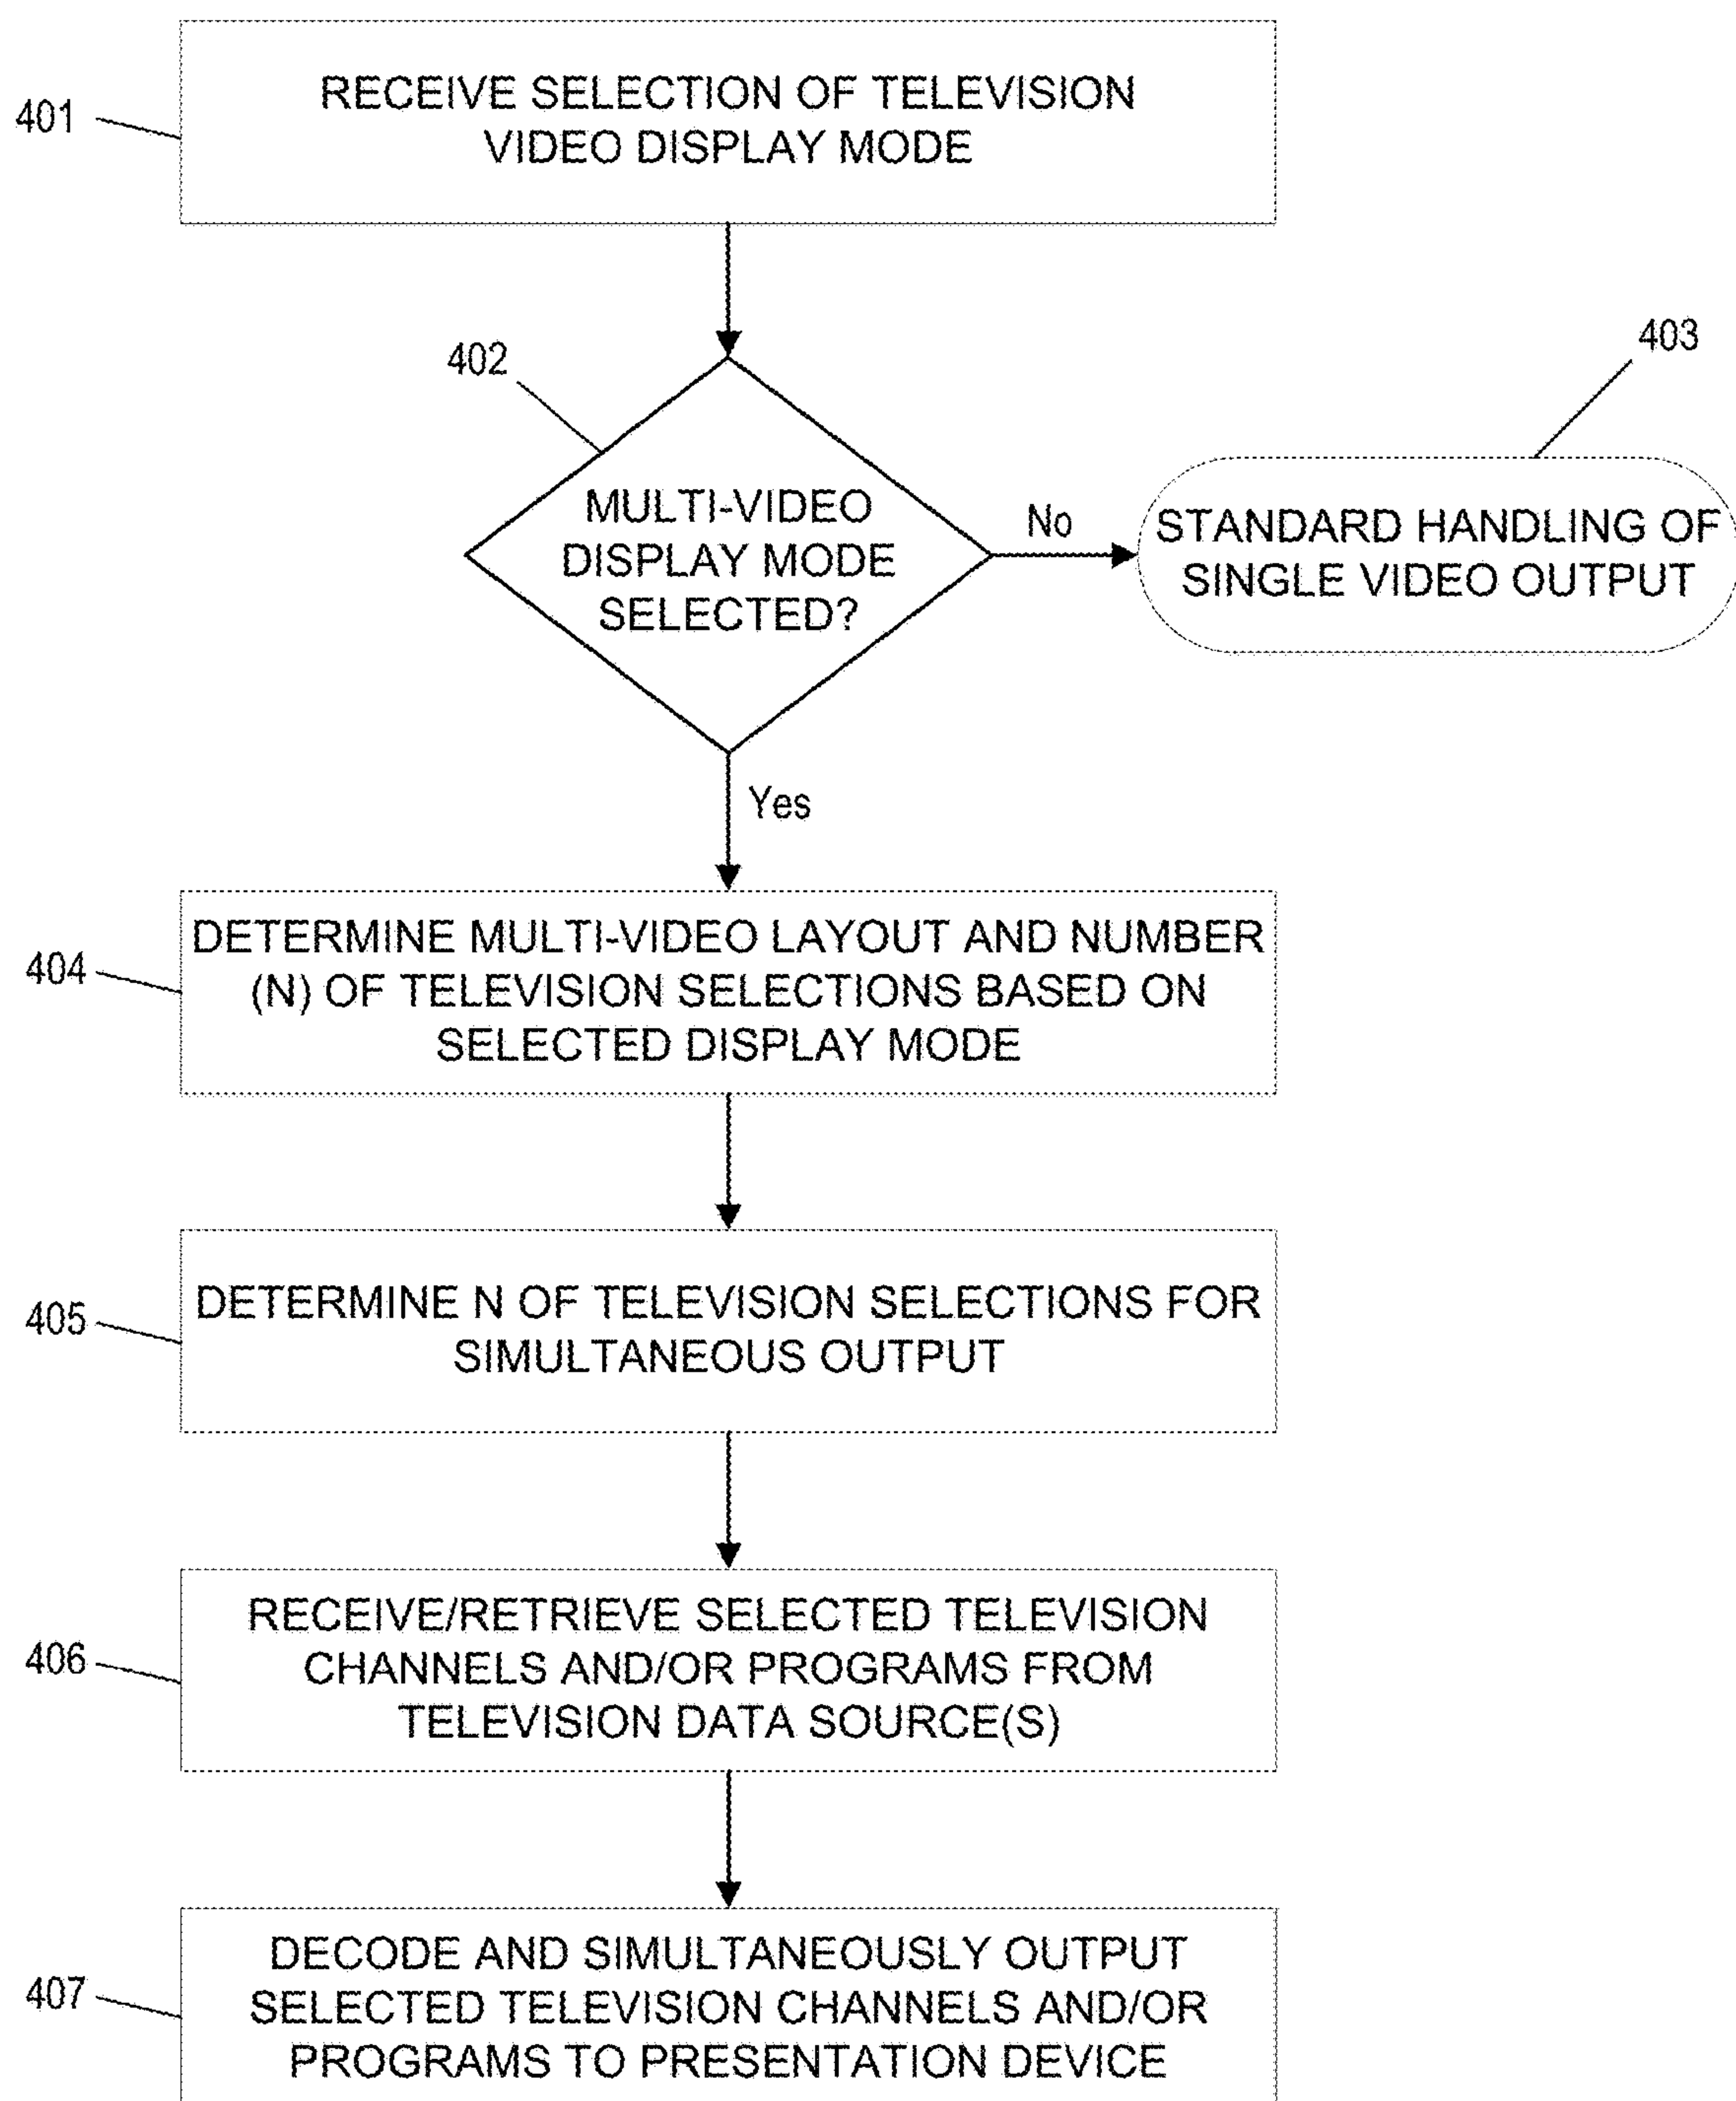 401
RECEIVE SELECTION OF TELEVISION
VIDEO DISPLAY MODE
402
MULTI-VIDEO
DISPLAY MODE
SELECTED?
No
403
STANDARD HANDLING OF
SINGLE VIDEO OUTPUT
Yes
404
DETERMINE MULTI-VIDEO LAYOUT AND NUMBER
(N) OF TELEVISION SELECTIONS BASED ON
SELECTED DISPLAY MODE
405
DETERMINE N OF TELEVISION SELECTIONS FOR
SIMULTANEOUS OUTPUT
406
RECEIVE/RETRIEVE SELECTED TELEVISION
CHANNELS AND/OR PROGRAMS FROM
TELEVISION DATA SOURCE(S)
407
DECODE AND SIMULTANEOUSLY OUTPUT
SELECTED TELEVISION CHANNELS AND/OR
PROGRAMS TO PRESENTATION DEVICE